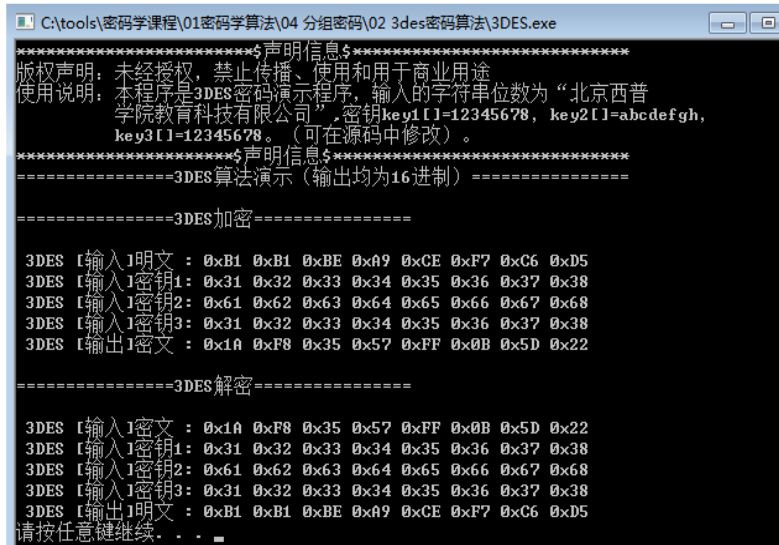 C:\tools\密码学课程\01密码学算法\04 分组密码\02 3des密码算法\3DES.exe
**************************$声明信息$******************************
版权声明：未经授权，禁止传播、使用和用于商业用途
使用说明：本程序是3DES密码演示程序，输入的字符串位数为“北京西普
学院教育科技有限公司”,密钥key1[]=12345678, key2[]=abcdefgh,
key3[]=12345678。（可在源码中修改）。
************************$声明信息$********************************
================3DES算法演示（输出均为16进制）================
================3DES加密================
3DES [输入]明文 : 0xB1 0xB1 0xBE 0xA9 0xCE 0xF7 0xC6 0xD5
3DES [输入]密钥1: 0x31 0x32 0x33 0x34 0x35 0x36 0x37 0x38
3DES [输入]密钥2: 0x61 0x62 0x63 0x64 0x65 0x66 0x67 0x68
3DES [输入]密钥3: 0x31 0x32 0x33 0x34 0x35 0x36 0x37 0x38
3DES [输出]密文 : 0x1A 0xF8 0x35 0x57 0xFF 0x0B 0x5D 0x22
================3DES解密================
3DES [输入]密文 : 0x1A 0xF8 0x35 0x57 0xFF 0x0B 0x5D 0x22
3DES [输入]密钥1: 0x31 0x32 0x33 0x34 0x35 0x36 0x37 0x38
3DES [输入]密钥2: 0x61 0x62 0x63 0x64 0x65 0x66 0x67 0x68
3DES [输入]密钥3: 0x31 0x32 0x33 0x34 0x35 0x36 0x37 0x38
3DES [输出]明文 : 0xB1 0xB1 0xBE 0xA9 0xCE 0xF7 0xC6 0xD5
请按任意键继续. . .